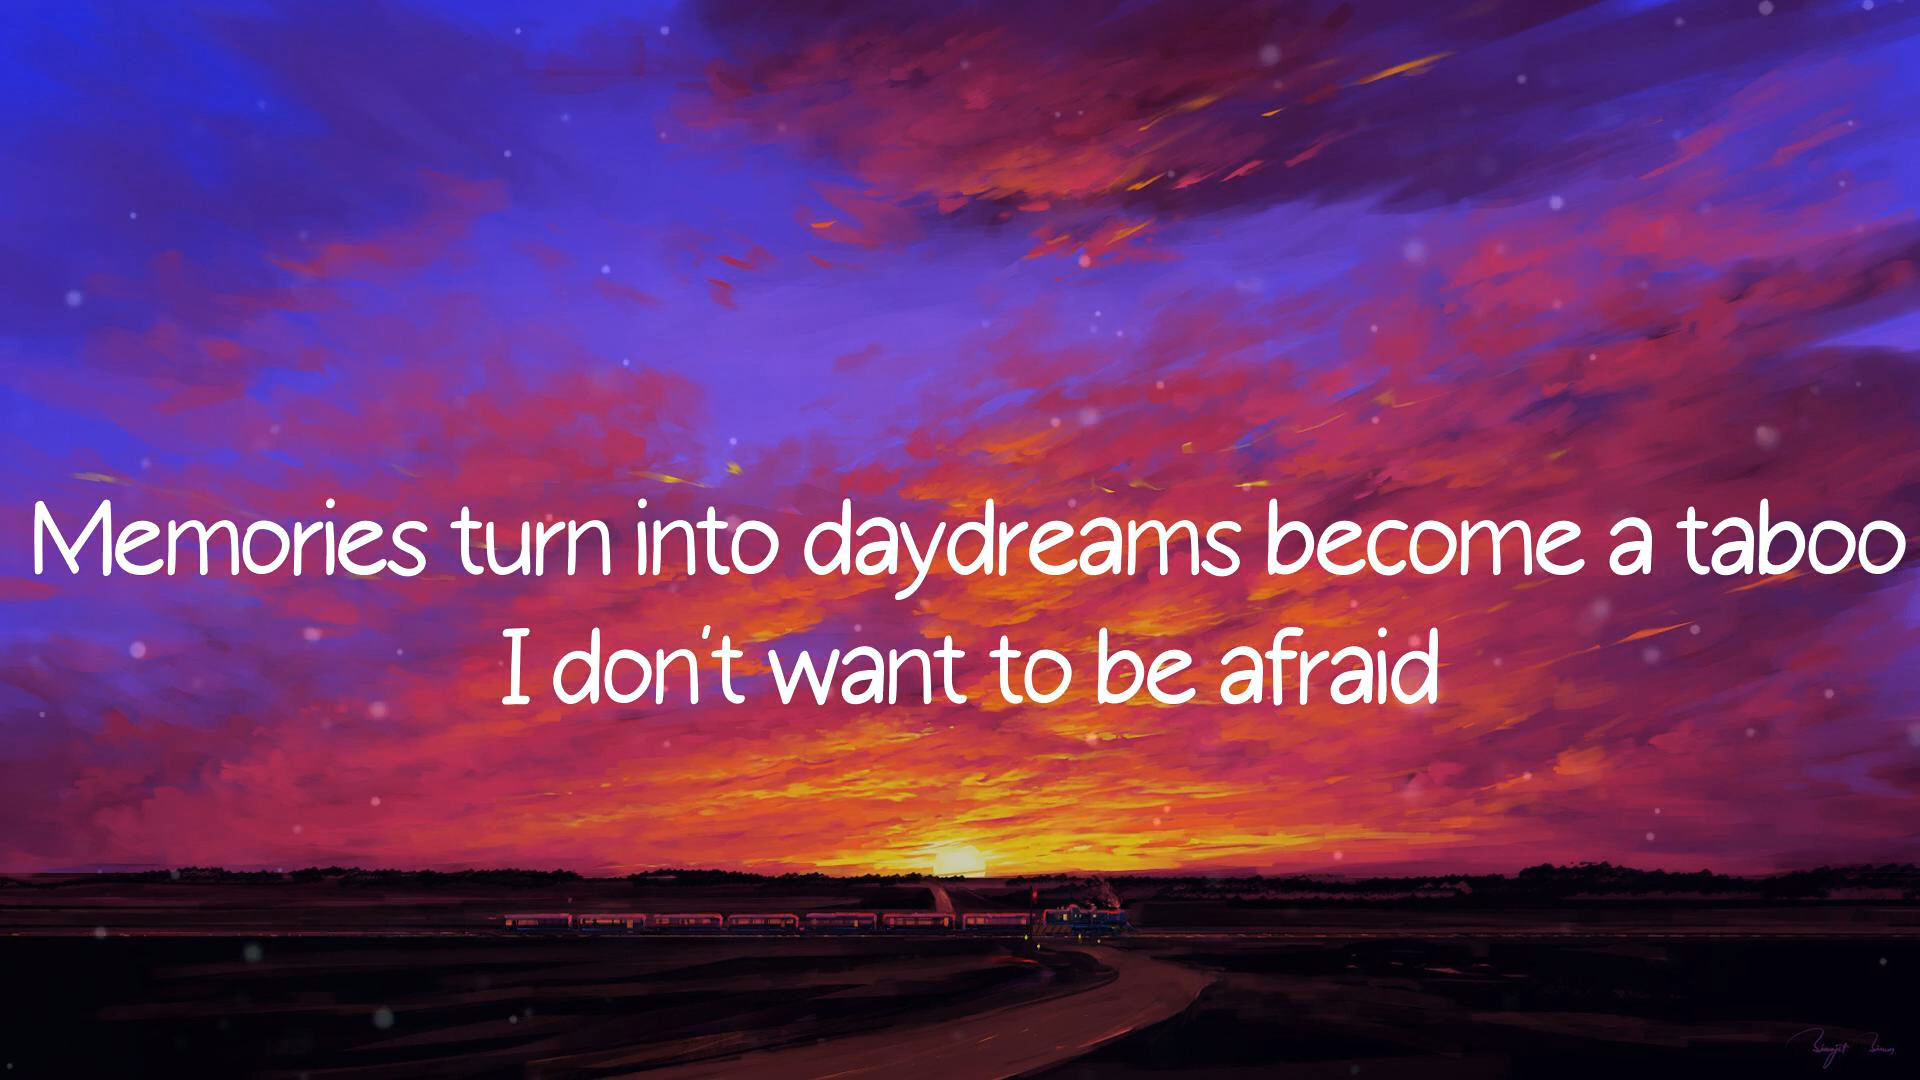 Memories turn into daydreams become a taboo
I don't want to be afraid